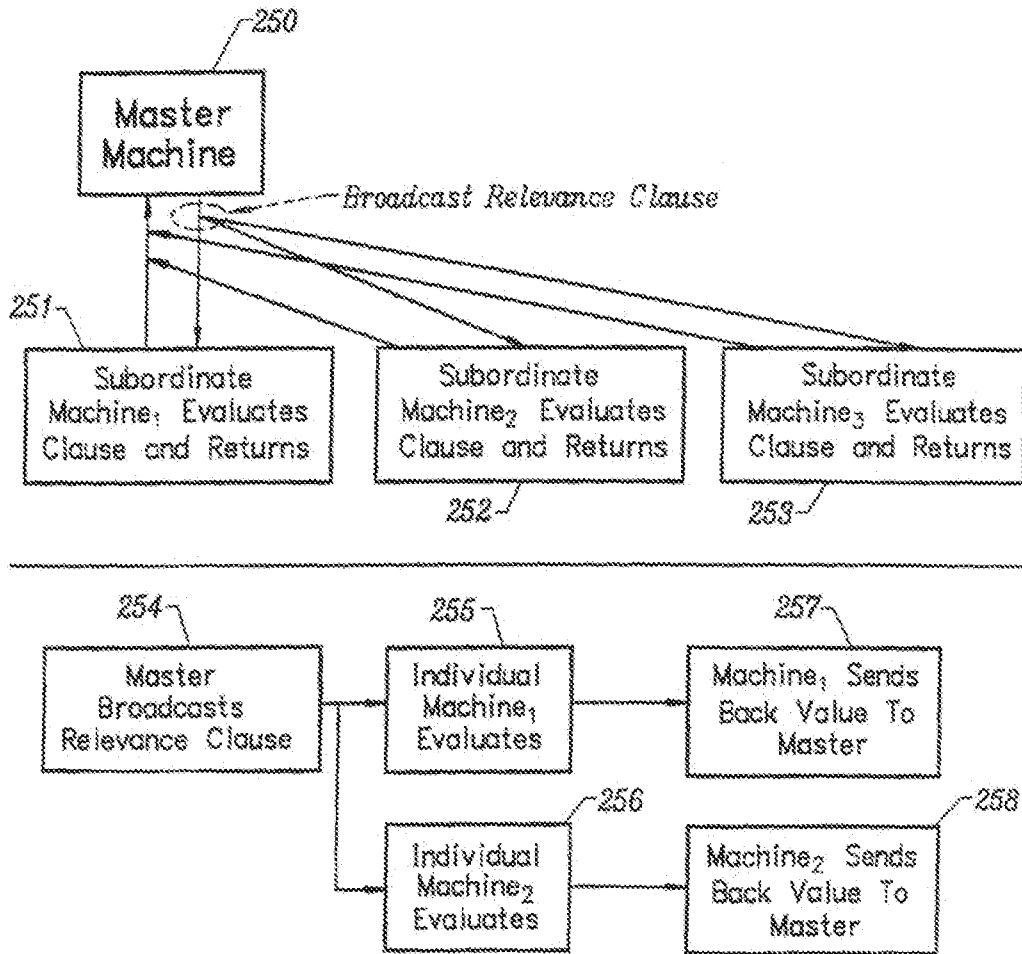 250
Master
Machine
Broadcast Relevance Clause
251
Subordinate
Machine₁ Evaluates
Clause and Returns
Subordinate
Machine₂ Evaluates
Clause and Returns
252
Subordinate
Machine₃ Evaluates
Clause and Returns
253
254
Master
Broadcasts
Relevance Clause
255
Individual
Machine₁
Evaluates
257
Machine₁ Sends
Back Value To
Master
256
Individual
Machine₂
Evaluates
258
Machine₂ Sends
Back Value To
Master